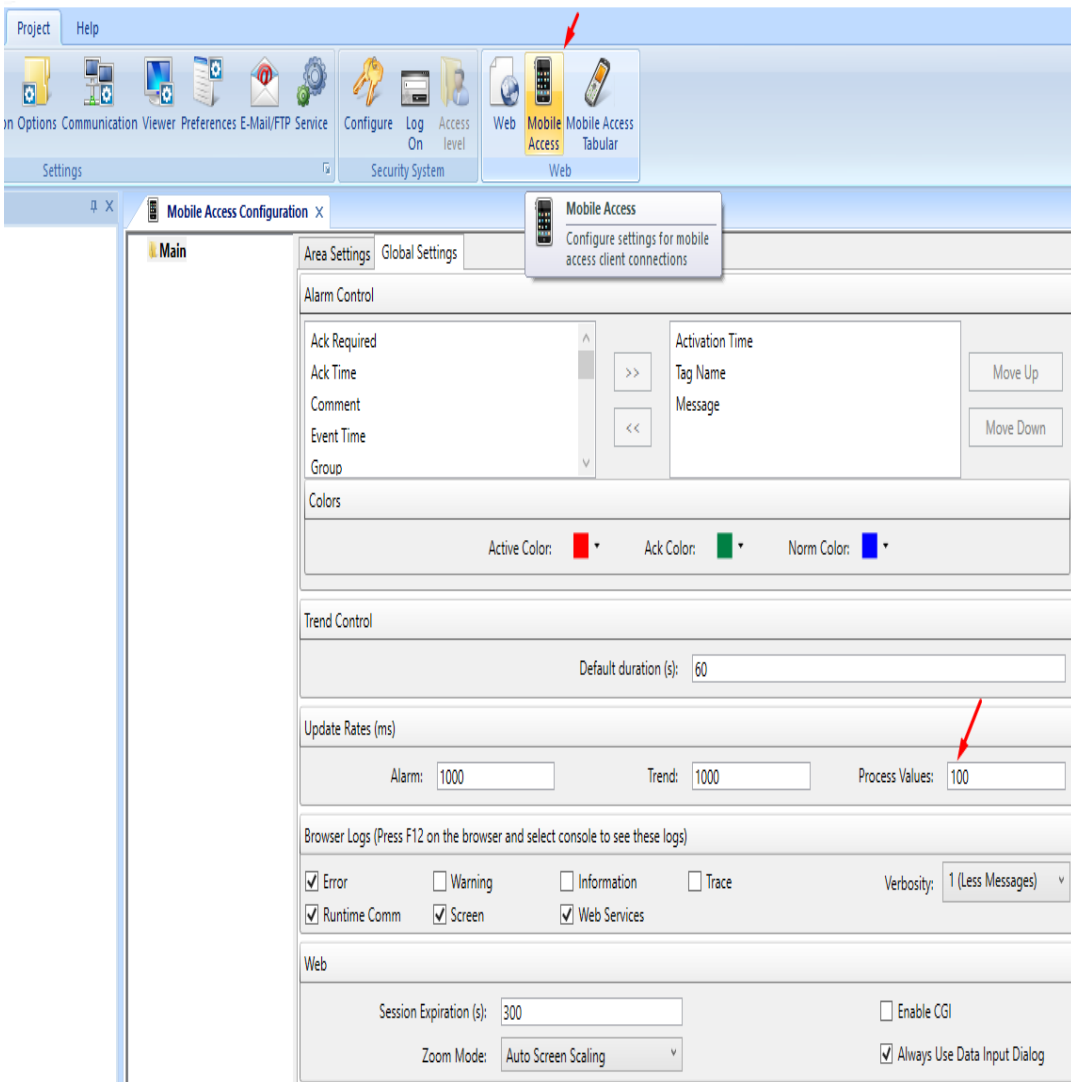 Project Help
on Options Communication Viewer Preferences E-Mail/FTP Service Configure Log On Access level Web Mobile Access Mobile Access Tabular
Settings Security System Web
Mobile Access Configuration X
Mobile Access
Configure settings for mobile
access client connections
Main
Area Settings Global Settings
Alarm Control
Ack Required
Ack Time
Comment
Event Time
Group
>>
<<
Activation Time
Tag Name
Message
Move Up
Move Down
Colors
Active Color: Ack Color: Norm Color:
Trend Control
Default duration (s): 60
Update Rates (ms)
Alarm: 1000 Trend: 1000 Process Values: 100
Browser Logs (Press F12 on the browser and select console to see these logs)
Error Warning Information Trace Verbosity: 1 (Less Messages)
Runtime Comm Screen Web Services
Web
Session Expiration (s): 300 Enable CGI
Zoom Mode: Auto Screen Scaling Always Use Data Input Dialog